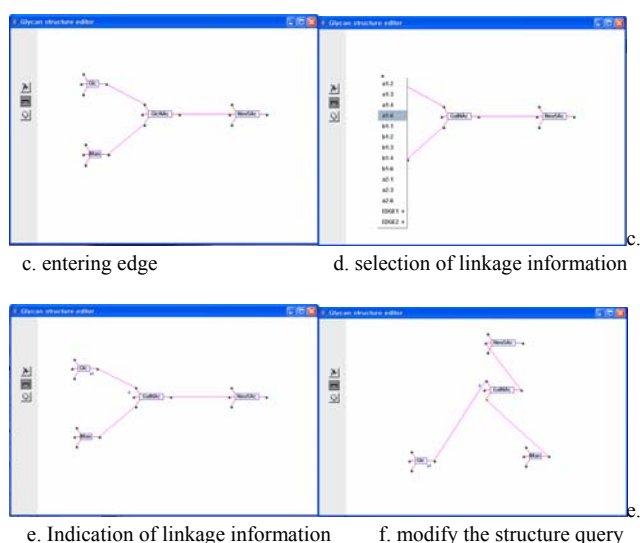 Glycan structure editor
Glycan structure editor
Glc
GlcNAc
NeuGAc
Man
a1-2
a1-3
a1-4
a1-6
b1-1
b1-2
b1-3
b1-4
b1-6
a2-1
a2-3
a2-6
EDGE1
EDGE2
GalNAc
NeuGAc
c.
c. entering edge
d. selection of linkage information
Glycan structure editor
Glycan structure editor
Glc
GalNAc
Man
GalNAc
Glc
Man
e.
e. Indication of linkage information
f. modify the structure query